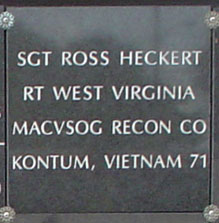 SGT ROSS HECKERT
RT WEST VIRGINIA
MACVSOG RECON CO
KONTUM, VIETNAM 71